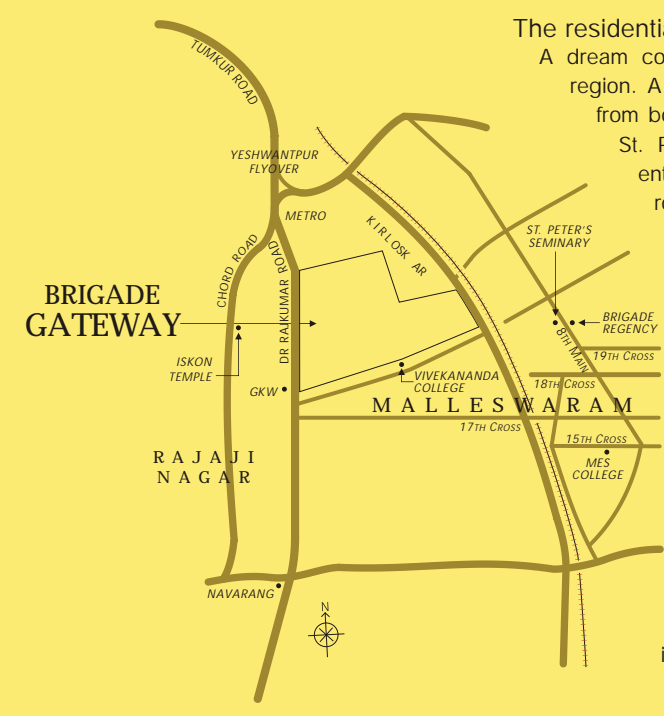 The residentia
A dream co
region. A
from be
St. P
ent
re
TUMKUR ROAD
YESHWANTPUR
FLYOVER
METRO
KIRLOSK AR
ST. PETER'S
SEMINARY
CHORD ROAD
DR RAJKUMAR ROAD
BRIGADE
GATEWAY
BRIGADE
REGENCY
8TH MAIN
19TH CROSS
ISKON
TEMPLE
GKW
VIVEKANANDA
COLLEGE
18TH CROSS
MALLESWARAM
17TH CROSS
15TH CROSS
MES
COLLEGE
RAJAJI
NAGAR
NAVARANG
N
i